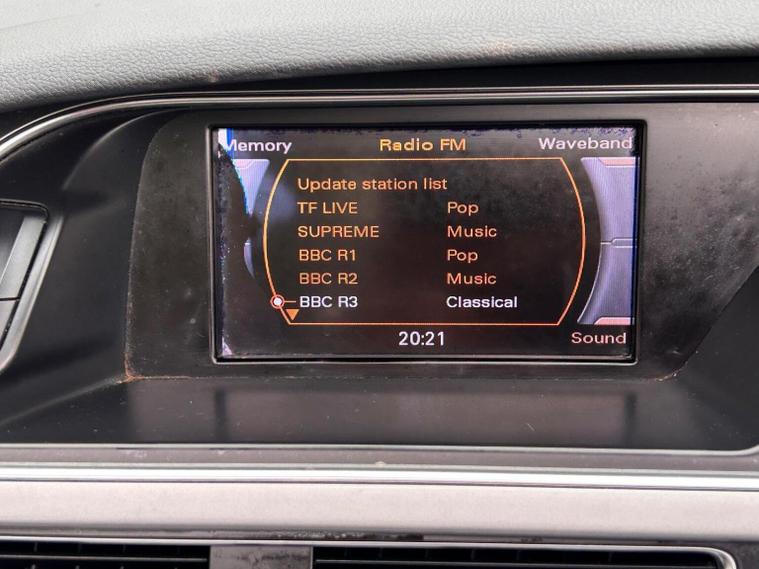 Memory Radio FM Waveband
Update station list
TF LIVE Pop
SUPREME Music
BBC R1 Pop
BBC R2 Music
BBC R3 Classical
20:21 Sound